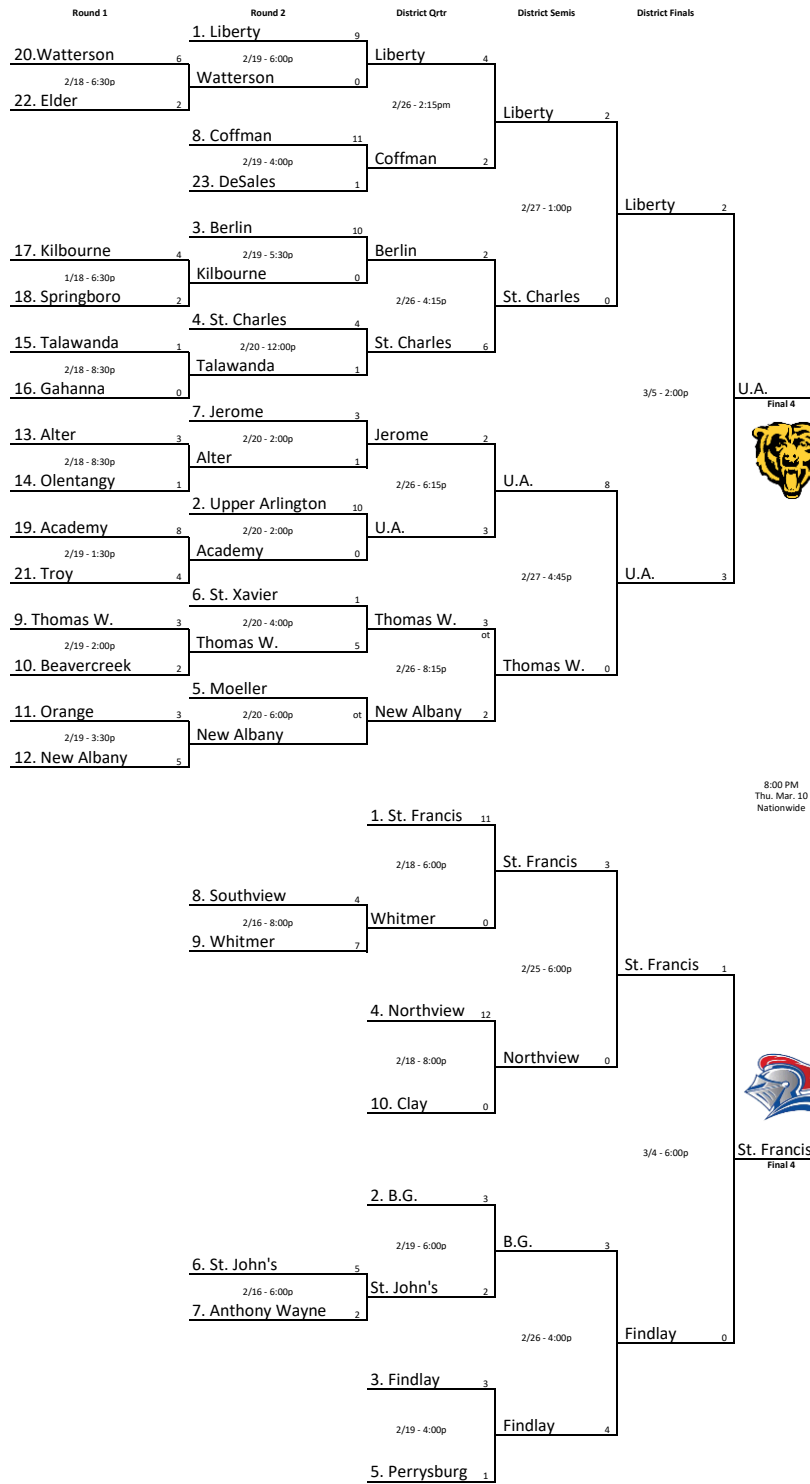 Round 1 Round 2 District Qrtr District Semis District Finals
1. Liberty 9
20.Watterson 6 2/19 - 6:00p Liberty 4
2/18 - 6:30p Watterson 0
22. Elder 2 2/26 - 2:15pm
Liberty 2
8. Coffman 11
2/19 - 4:00p Coffman 2
23. DeSales 1
2/27 - 1:00p Liberty 2
3. Berlin 10
17. Kilbourne 4 2/19 - 5:30p Berlin 2
1/18 - 6:30p Kilbourne 0
18. Springboro 2 2/26 - 4:15p St. Charles 0
4. St. Charles 4
15. Talawanda 1 2/20 - 12:00p St. Charles 6
2/18 - 8:30p Talawanda 1
16. Gahanna 0 3/5 - 2:00p U.A.
Final 4
7. Jerome 3
13. Alter 3 2/20 - 2:00p Jerome 2
2/18 - 8:30p Alter 1
14. Olentangy 1 2/26 - 6:15p U.A. 8
2. Upper Arlington 10
19. Academy 8 2/20 - 2:00p U.A. 3
2/19 - 1:30p Academy 0
21. Troy 4 2/27 - 4:45p U.A. 3
6. St. Xavier 1
9. Thomas W. 3 2/20 - 4:00p Thomas W. 3
ot
2/19 - 2:00p Thomas W. 5
10. Beavercreek 2 2/26 - 8:15p Thomas W. 0
5. Moeller
11. Orange 3 2/20 - 6:00p ot New Albany 2
2/19 - 3:30p New Albany
12. New Albany 5
8:00 PM
Thu. Mar. 10
Nationwide
1. St. Francis 11
2/18 - 6:00p St. Francis 3
8. Southview 4
2/16 - 8:00p Whitmer 0
9. Whitmer 7
2/25 - 6:00p St. Francis 1
4. Northview 12
2/18 - 8:00p Northview 0
10. Clay 0
3/4 - 6:00p St. Francis
Final 4
2. B.G. 3
2/19 - 6:00p B.G. 3
6. St. John's 5
2/16 - 6:00p St. John's 2
7. Anthony Wayne 2
2/26 - 4:00p Findlay 0
3. Findlay 3
2/19 - 4:00p Findlay 4
5. Perrysburg 1